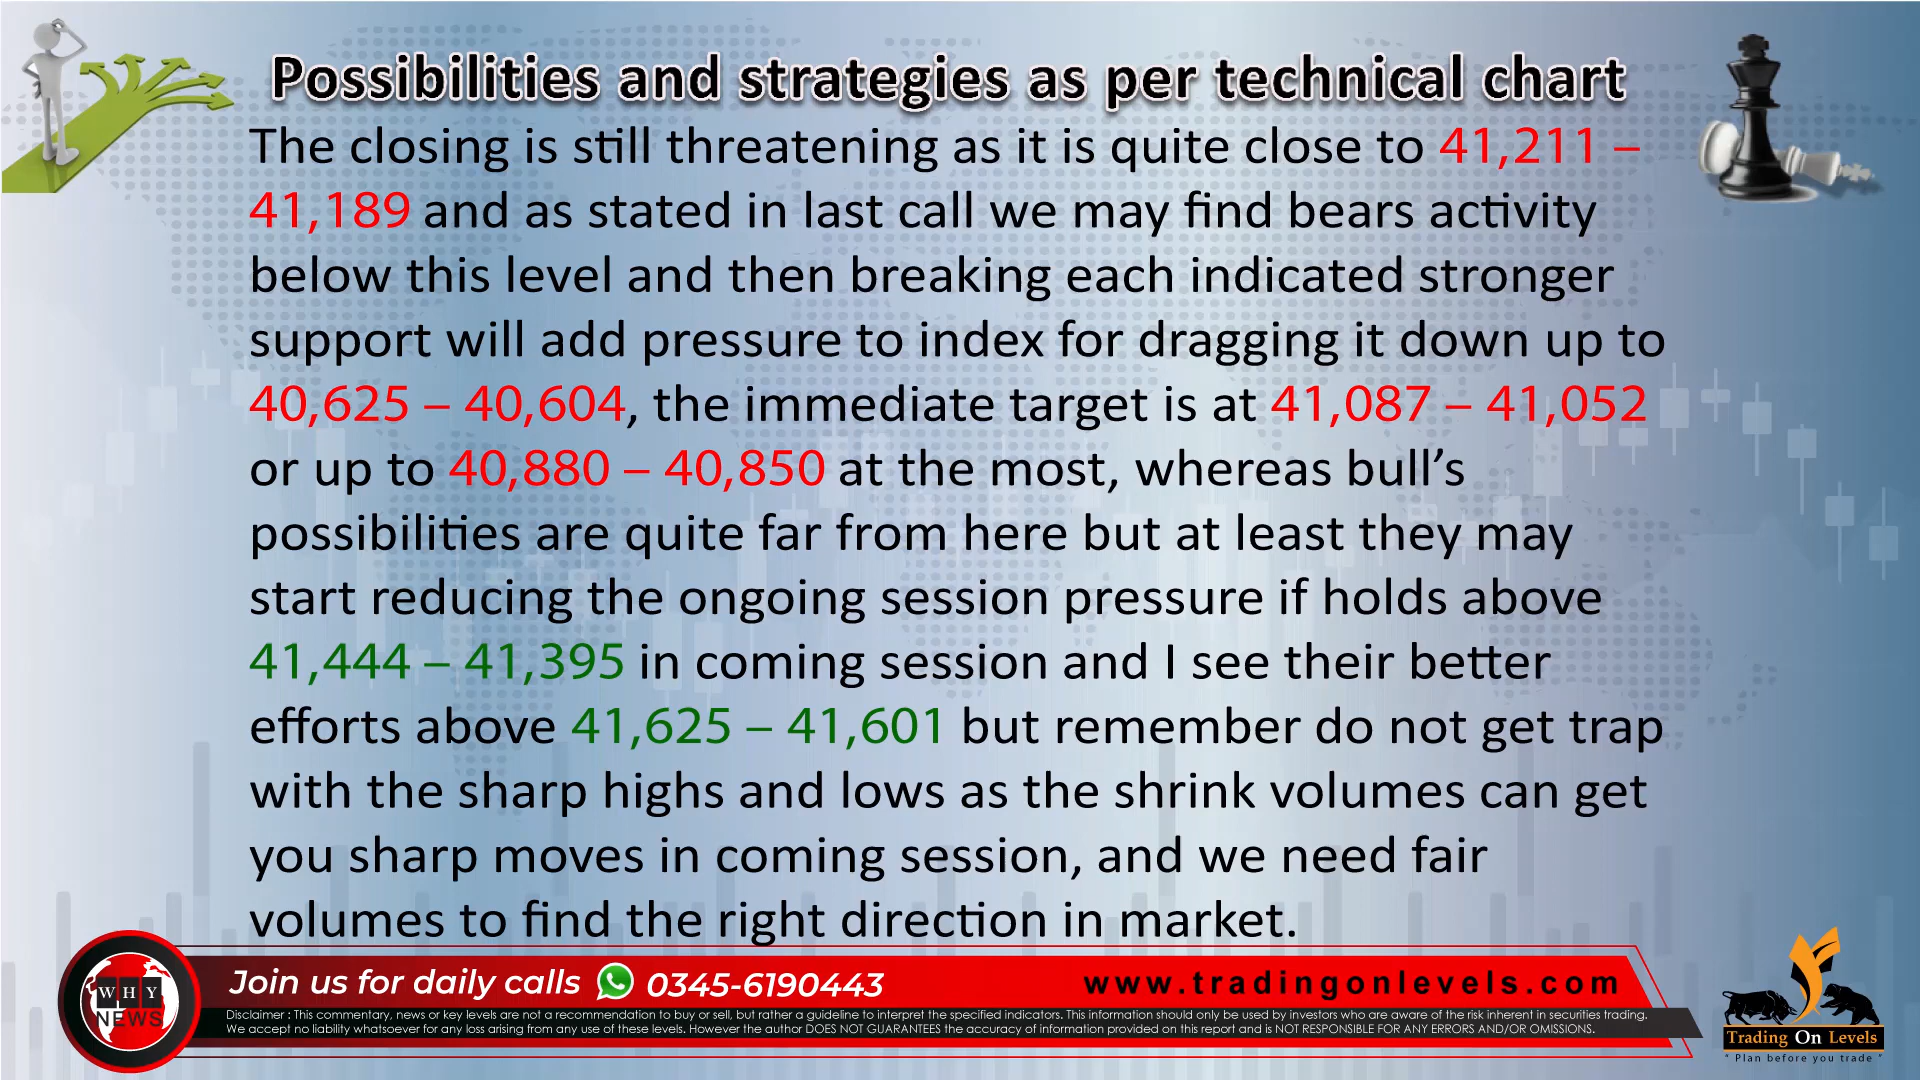 Possibilities and strategies as per technical chart
The closing is still threatening as it is quite close to 41,211 –
41,189 and as stated in last call we may find bears activity
below this level and then breaking each indicated stronger
support will add pressure to index for dragging it down up to
40,625 – 40,604, the immediate target is at 41,087 – 41,052
or up to 40,880 – 40,850 at the most, whereas bull’s
possibilities are quite far from here but at least they may
start reducing the ongoing session pressure if holds above
41,444 – 41,395 in coming session and I see their better
efforts above 41,625 – 41,601 but remember do not get trap
with the sharp highs and lows as the shrink volumes can get
you sharp moves in coming session, and we need fair
volumes to find the right direction in market.
WHY
NEWS
Join us for daily calls 0345-6190443
www.tradingonlevels.com
Disclaimer : This commentary, news or key levels are not a recommendation to buy or sell, but rather a guideline to interpret the specified indicators. This information should only be used by investors who are aware of the risk inherent in securities trading.
We accept no liability whatsoever for any loss arising from any use of these levels. However the author DOES NOT GUARANTEES the accuracy of information provided on this report and is NOT RESPONSIBLE FOR ANY ERRORS AND/OR OMISSIONS.
Trading On Levels
" Plan before you trade "